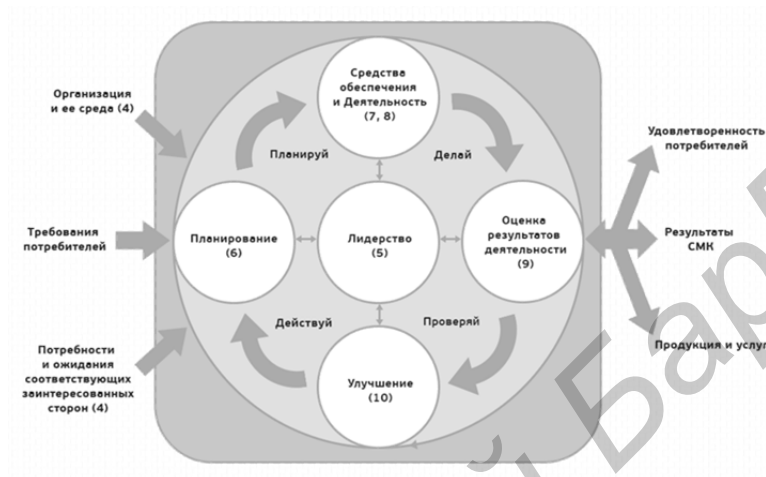 Средства
обеспечения
и Деятельность
(7, 8)
Организация
и ее среда (4)
Планируй
Делай
Удовлетворенность
потребителей
Требования
потребителей
Планирование
(6)
Лидерство
(5)
Оценка
результатов
деятельности
(9)
Результаты
СМК
Действуй
Проверяй
Потребности
и ожидания
соответствующих
заинтересованных
сторон (4)
Улучшение
(10)
Продукция и услуг